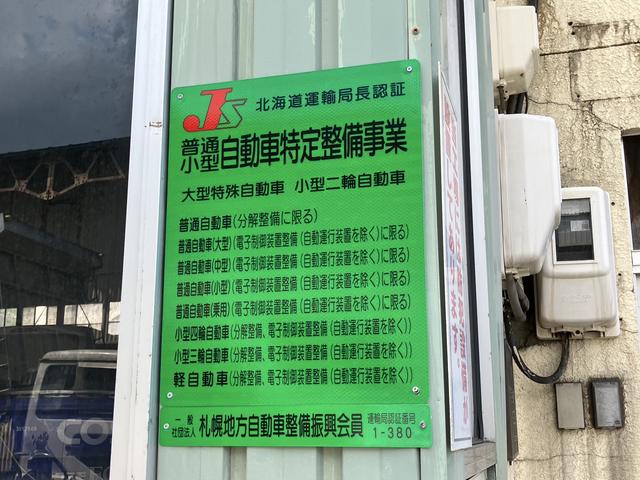 JS 北海道運輸局長認証
普通
小型 自動車特定整備事業
大型特殊自動車 小型二輪自動車
普通自動車(分解整備に限る)
普通自動車(大型)(電子制御装置整備(自動運行装置を除く)に限る)
普通自動車(中型)(電子制御装置整備(自動運行装置を除く)に限る)
普通自動車(小型)(電子制御装置整備(自動運行装置を除く)に限る)
普通自動車(乗用)(電子制御装置整備(自動運行装置を除く)に限る)
小型四輪自動車(分解整備、電子制御装置整備(自動運行装置を除く))
小型三輪自動車(分解整備、電子制御装置整備(自動運行装置を除く))
軽自動車(分解整備、電子制御装置整備(自動運行装置を除く))
一般
社団法人 札幌地方自動車整備振興会員 運輸局認証番号
1-380
CO